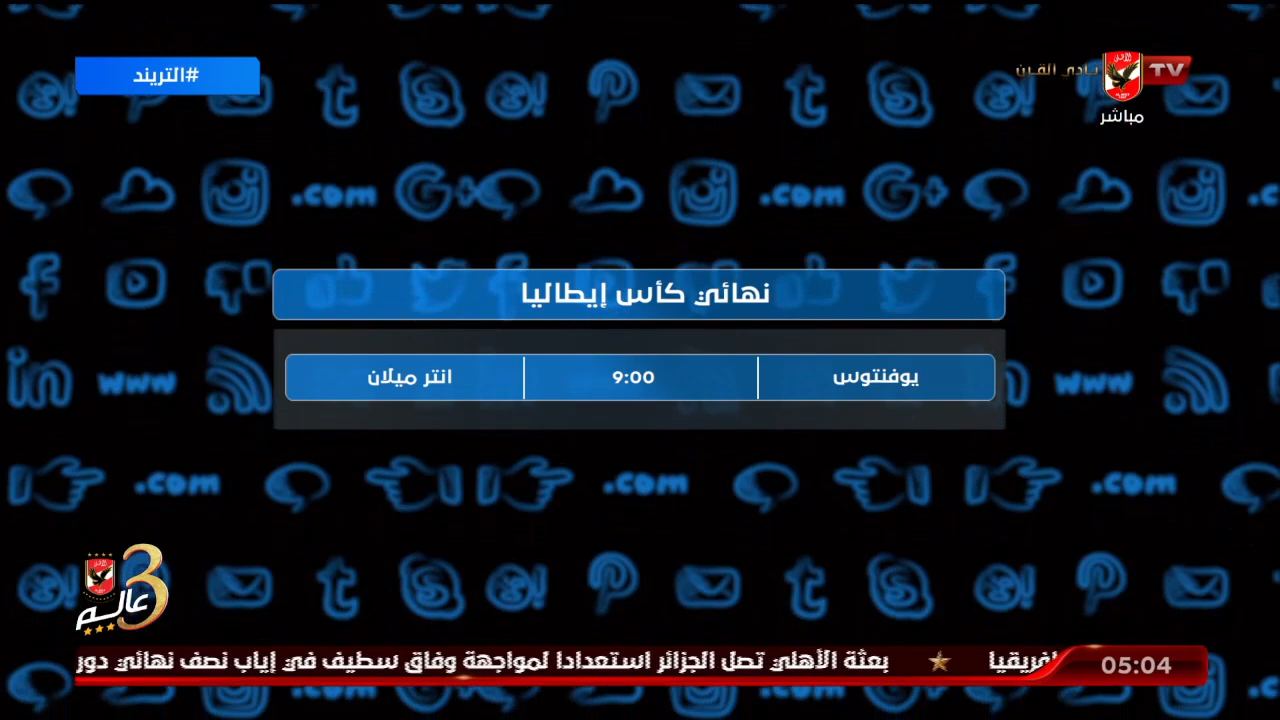 #التريند
نادي القرن
TV
مباشر
نهائي كأس إيطاليا
يوفنتوس
9:00
انتر ميلان
3 عالم
05:04
افريقيا ★ بعثة الأهلي تصل الجزائر استعدادا لمواجهة وفاق سطيف في إياب نصف نهائي دور